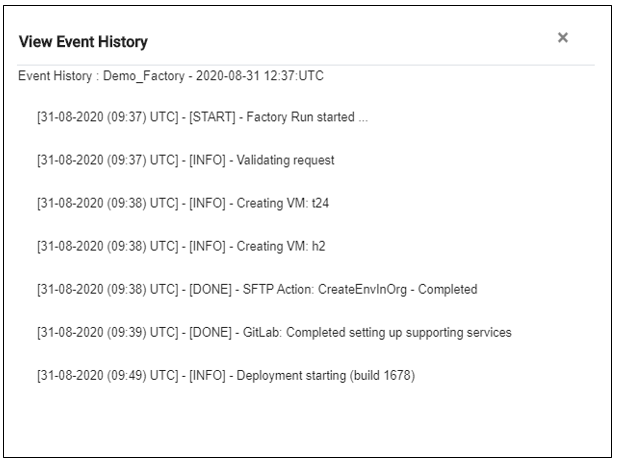 View Event History
×
Event History : Demo_Factory - 2020-08-31 12:37:UTC
[31-08-2020 (09:37) UTC] - [START] - Factory Run started ...
[31-08-2020 (09:37) UTC] - [INFO] - Validating request
[31-08-2020 (09:38) UTC] - [INFO] - Creating VM: t24
[31-08-2020 (09:38) UTC] - [INFO] - Creating VM: h2
[31-08-2020 (09:38) UTC] - [DONE] - SFTP Action: CreateEnvInOrg - Completed
[31-08-2020 (09:39) UTC] - [DONE] - GitLab: Completed setting up supporting services
[31-08-2020 (09:49) UTC] - [INFO] - Deployment starting (build 1678)